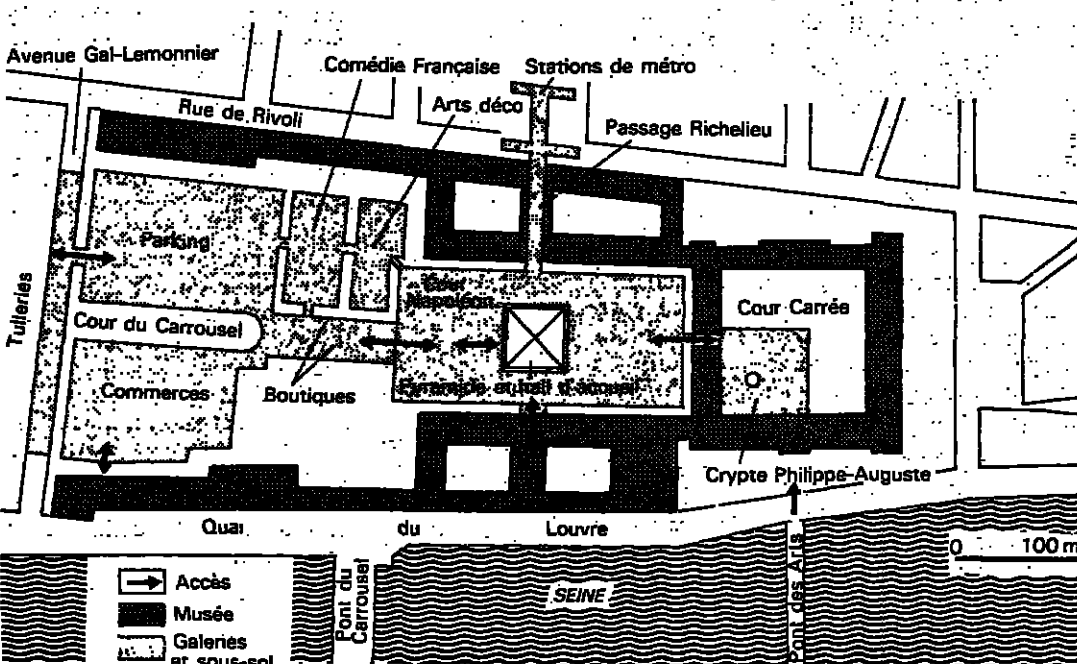 Avenue Gal-Lemonnier
Comédie Française
Stations de métro
Arts déco
Rue de Rivoli
Passage Richelieu
Parking
Cour
Napoléon
Tuileries
Cour du Carrousel
Cour Carrée
Commerces
Boutiques
Pyramide et hall d'accueil
Crypte Philippe-Auguste
Quai du Louvre
0 100 m
Accès
Musée
Galeries
et sous-sol
Pont du
Carrousel
SEINE
Pont des Arts